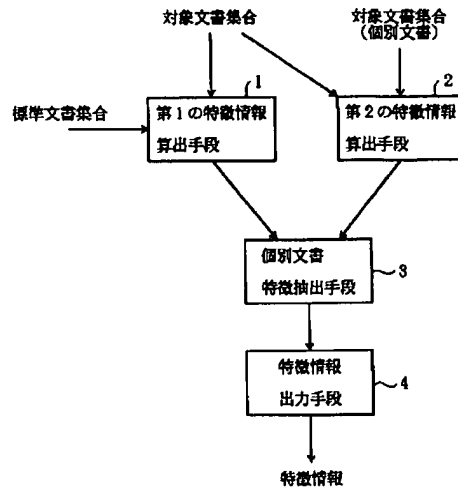 対象文書集合
対象文書集合
(個別文書)
1
2
標準文書集合
第1の特徴情報
算出手段
第2の特徴情報
算出手段
個別文書
特徴抽出手段
3
特徴情報
出力手段
4
特徴情報